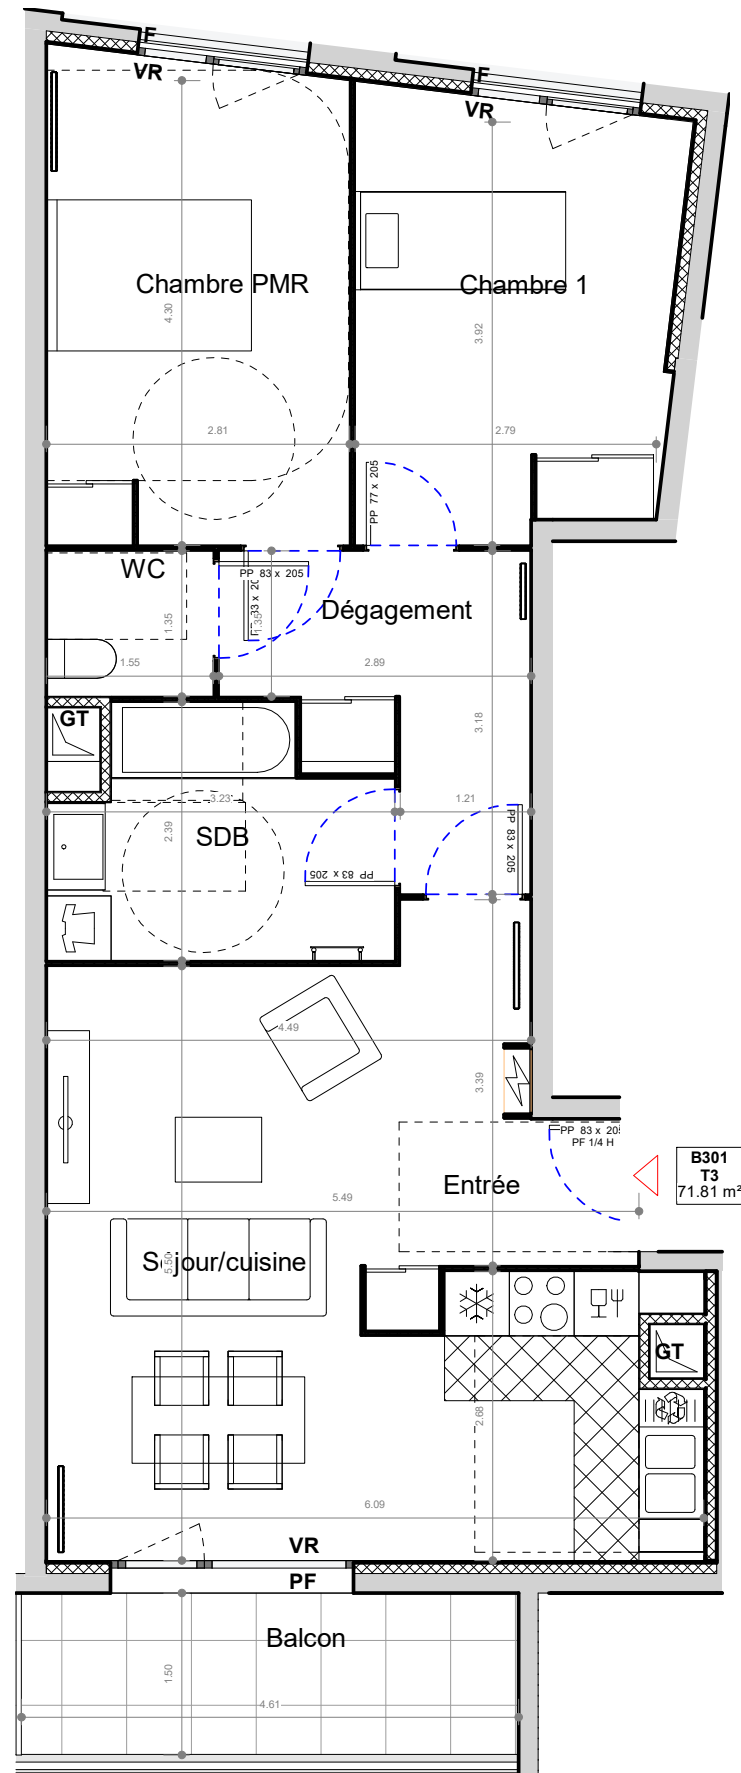 F
VR
F
VR
Chambre PMR
Chambre 1
4.30
3.92
2.81
2.79
PP 77 x 205
WC
PP 83 x 205
1.35
1.35
Dégagement
1.55
2.89
GT
3.18
3.23
1.21
2.39
SDB
PP 83 x 205
PP 83 x 205
4.49
3.39
PP 83 x 205
PF 1/4 H
B301
T3
71.81 m²
Entrée
5.49
Séjour/cuisine
5.50
GT
2.68
6.09
VR
PF
Balcon
1.50
4.61